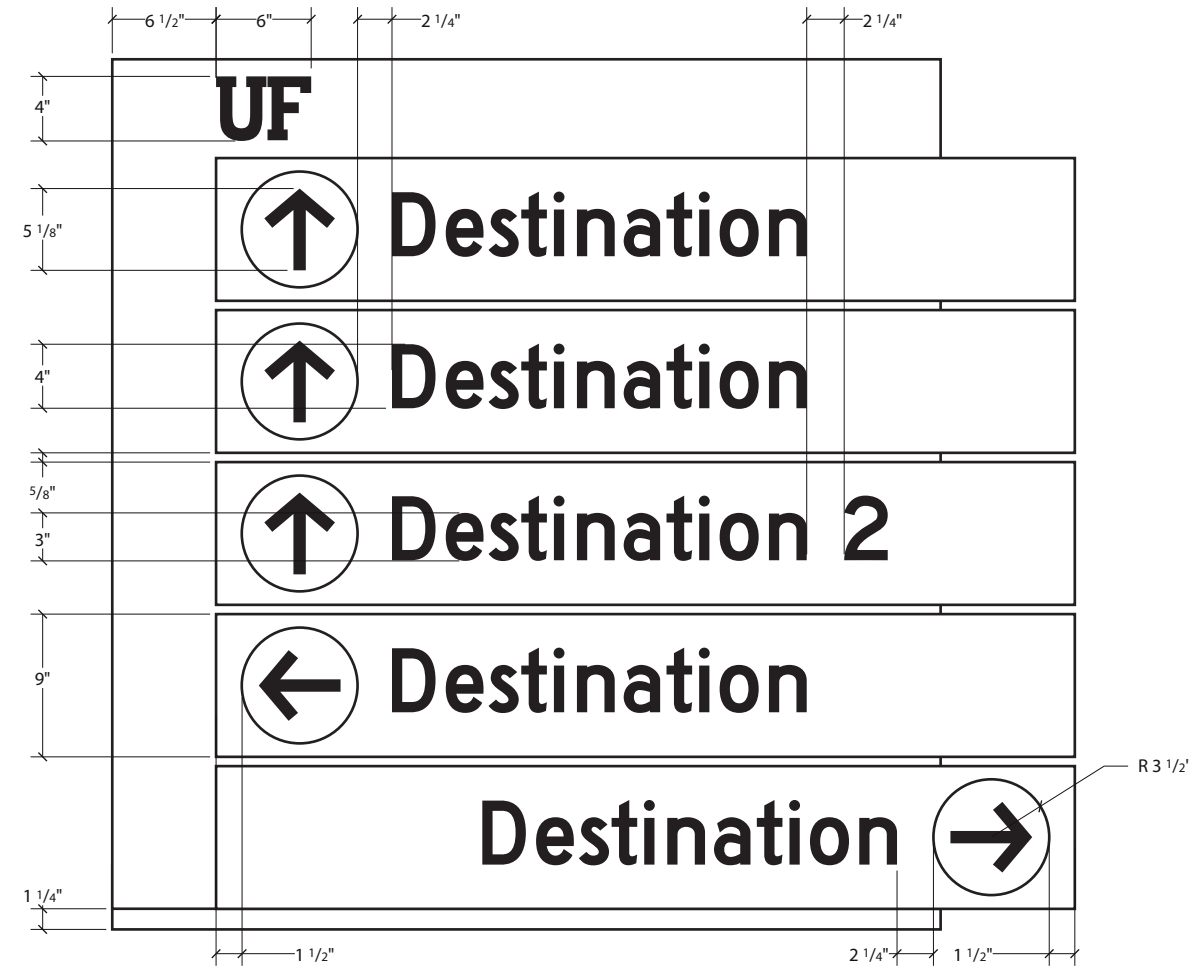 6 1/2" 6" 2 1/4" 2 1/4"
UF
4"
Destination
5 1/8"
Destination
4"
5/8"
Destination 2
3"
Destination
9"
R 3 1/2'
Destination
1 1/4"
1 1/2" 2 1/4" 1 1/2"